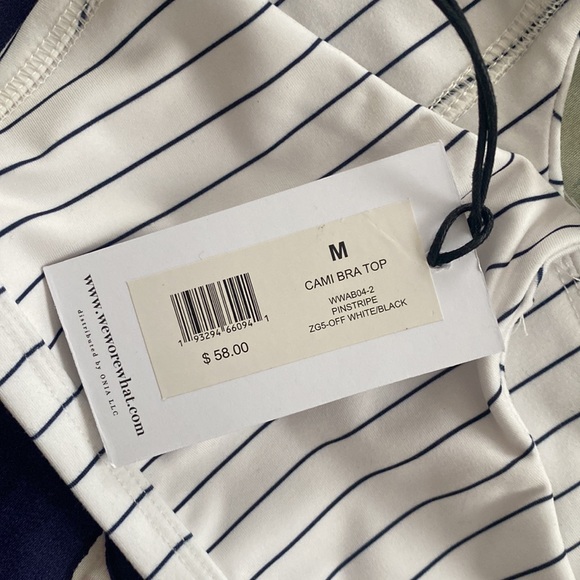 M
CAMI BRA TOP
WWAB04-2
PINSTRIPE
ZG5-OFF WHITE/BLACK
1 93294 66094 1
$ 58.00
www.weworewhat.com
distributed by ONIA LLC